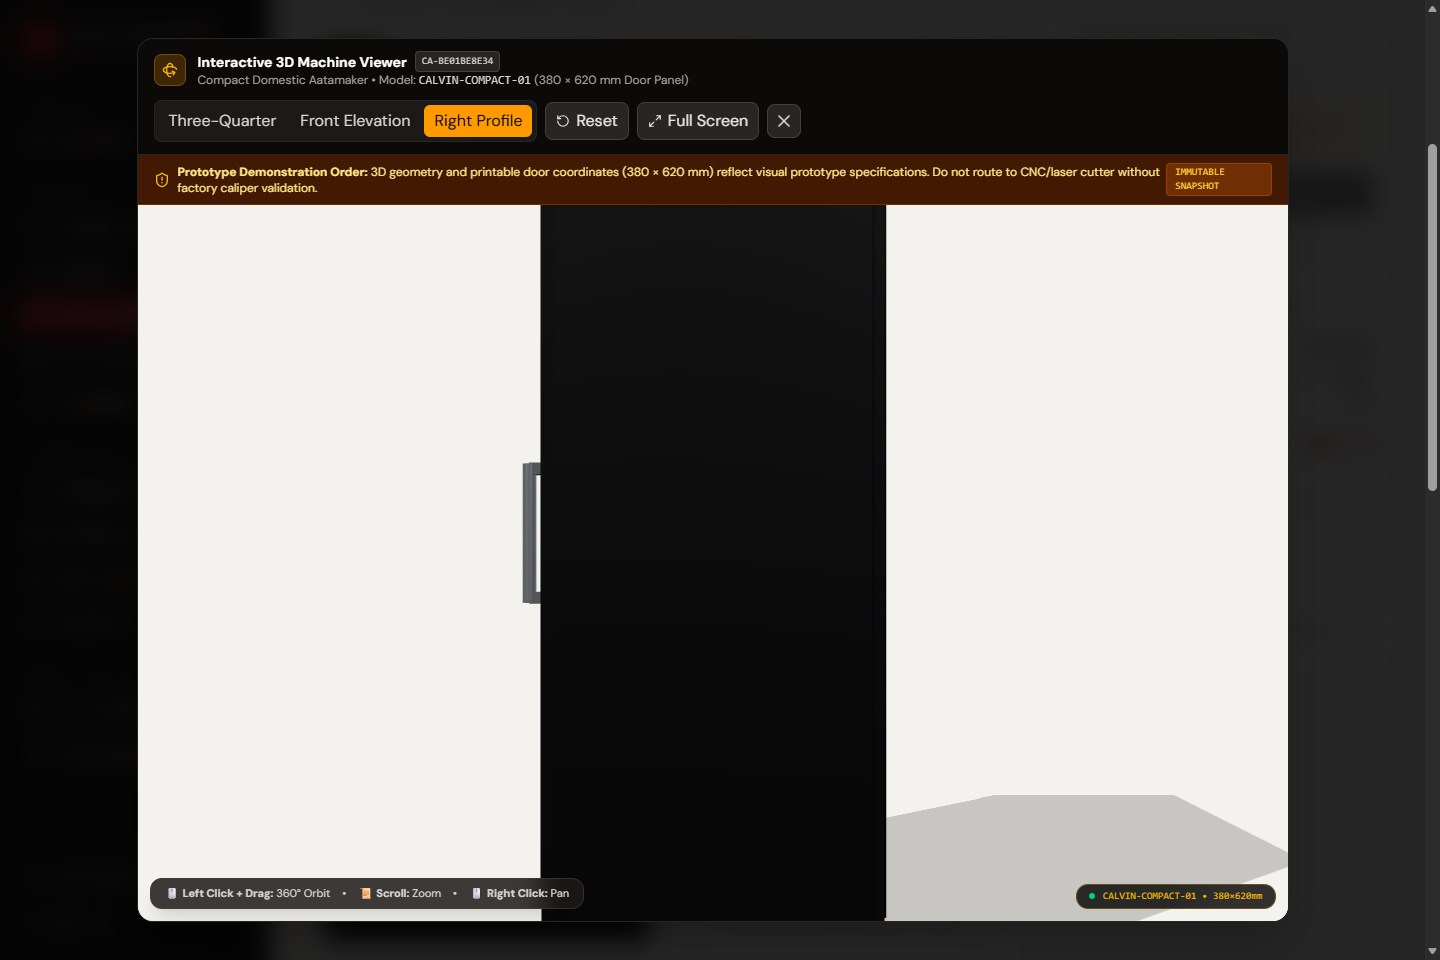 Interactive 3D Machine Viewer CA-BE01BE8E34
Compact Domestic Aatamaker • Model: CALVIN-COMPACT-01 (380 × 620 mm Door Panel)
Three-Quarter Front Elevation Right Profile Reset Full Screen
Prototype Demonstration Order: 3D geometry and printable door coordinates (380 × 620 mm) reflect visual prototype specifications. Do not route to CNC/laser cutter without
factory caliper validation.
IMMUTABLE
SNAPSHOT
Left Click + Drag: 360° Orbit • Scroll: Zoom • Right Click: Pan
CALVIN-COMPACT-01 • 380×620mm